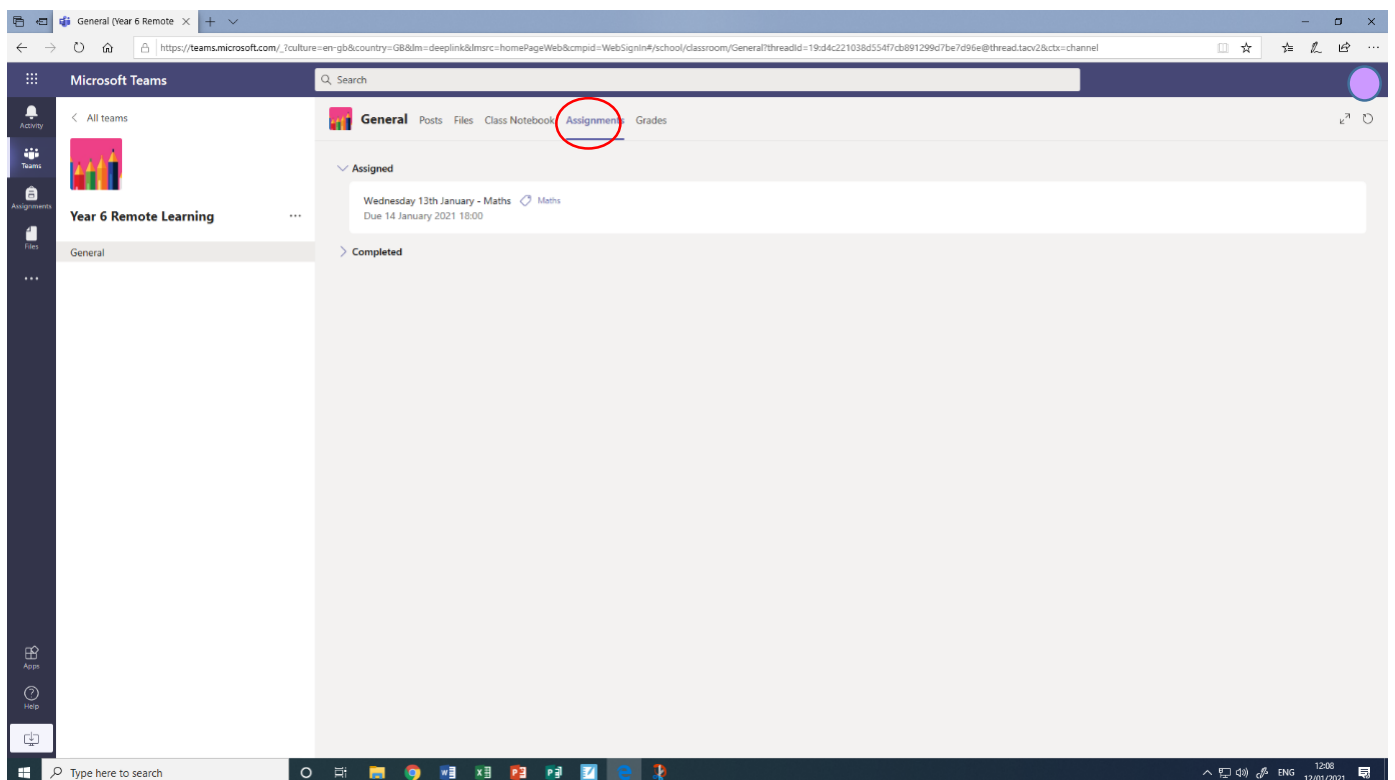 General (Year 6 Remote
https://teams.microsoft.com/_?culture=en-gb&country=GB&lm=deeplink&lmsrc=homePageWeb&cmpid=WebSignIn#/school/classroom/General?threadId=19:d4c221038d554f7cb891299d7be7d96e@thread.tacv2&ctx=channel
Microsoft Teams
Search
Activity
Teams
Assignments
Files
Apps
Help
All teams
Year 6 Remote Learning
General
General Posts Files Class Notebook Assignments Grades
Assigned
Wednesday 13th January - Maths Maths
Due 14 January 2021 18:00
Completed
Type here to search
ENG
12:08
12/01/2021